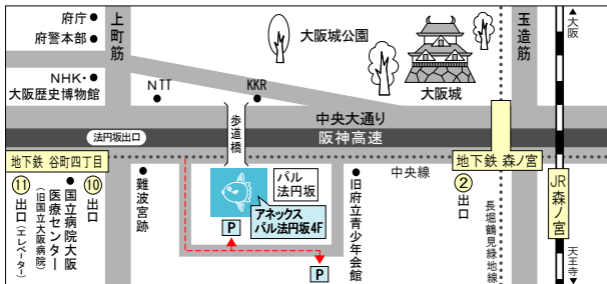 府庁
府警本部
NHK・
大阪歴史博物館
上町筋
NTT
KKR
大阪城公園
大阪城
玉造筋
▲大阪
中央大通り
阪神高速
法円坂出口
歩道橋
地下鉄 谷町四丁目
地下鉄 森ノ宮
中央線
⑪出口(エレベーター)
国立病院大阪
医療センター
(旧国立大阪病院)
⑩出口
難波宮跡
パル
法円坂
アネックス
パル法円坂4F
P
P
旧府立青少年会館
②出口
長堀鶴見緑地線
JR森ノ宮
天王寺▼